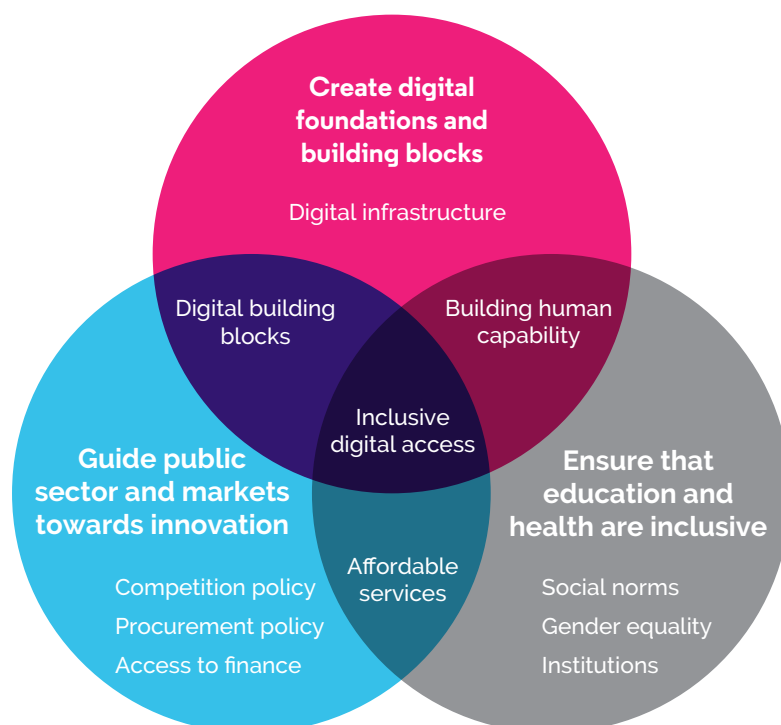 Create digital
foundations and
building blocks
Digital infrastructure
Digital building
blocks
Building human
capability
Inclusive
digital access
Guide public
sector and markets
towards innovation
Ensure that
education and
health are inclusive
Affordable
services
Competition policy
Procurement policy
Access to finance
Social norms
Gender equality
Institutions